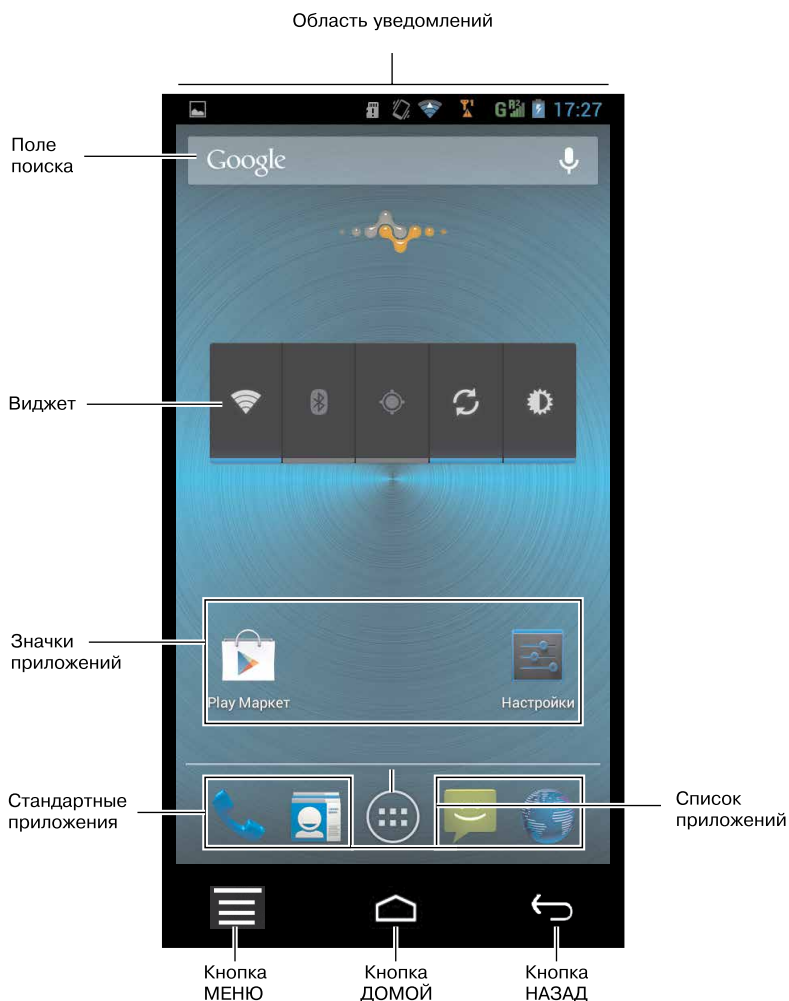 Область уведомлений
G R 17:27
Поле
поиска
Google
Виджет
Значки
приложений
Play Маркет
Настройки
Стандартные
приложения
Список
приложений
Кнопка
МЕНЮ
Кнопка
ДОМОЙ
Кнопка
НАЗАД